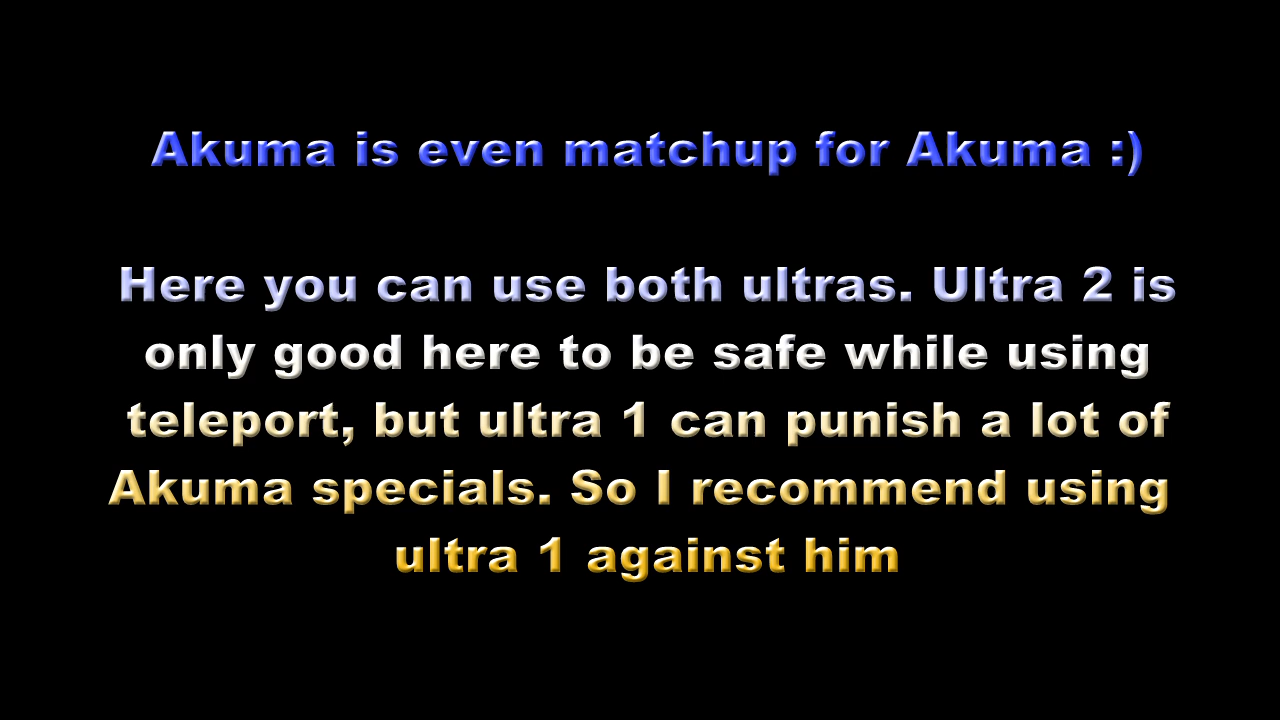 Akuma is even matchup for Akuma :)
Here you can use both ultras. Ultra 2 is
only good here to be safe while using
teleport, but ultra 1 can punish a lot of
Akuma specials. So I recommend using
ultra 1 against him